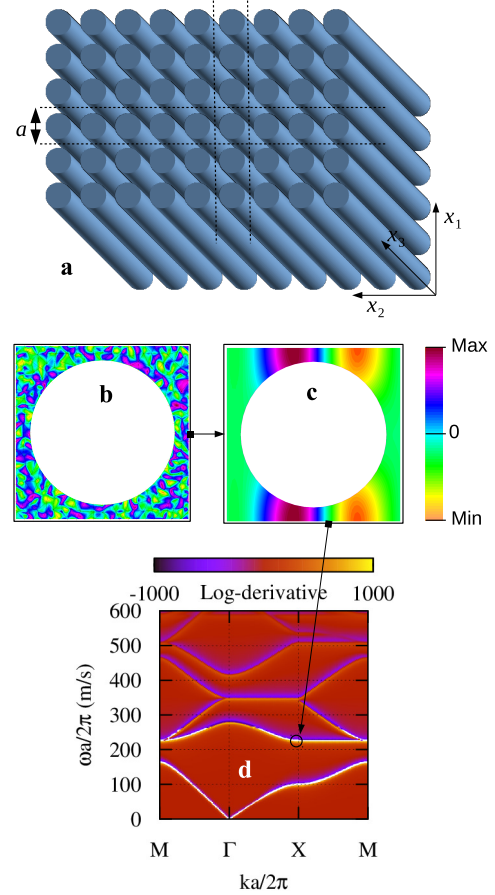 a
x₁
x₃
a
x₂
b
c
Max
0
Min
-1000 Log-derivative 1000
600
500
400
300
200
100
0
ωa/2π (m/s)
d
M Γ X M
ka/2π